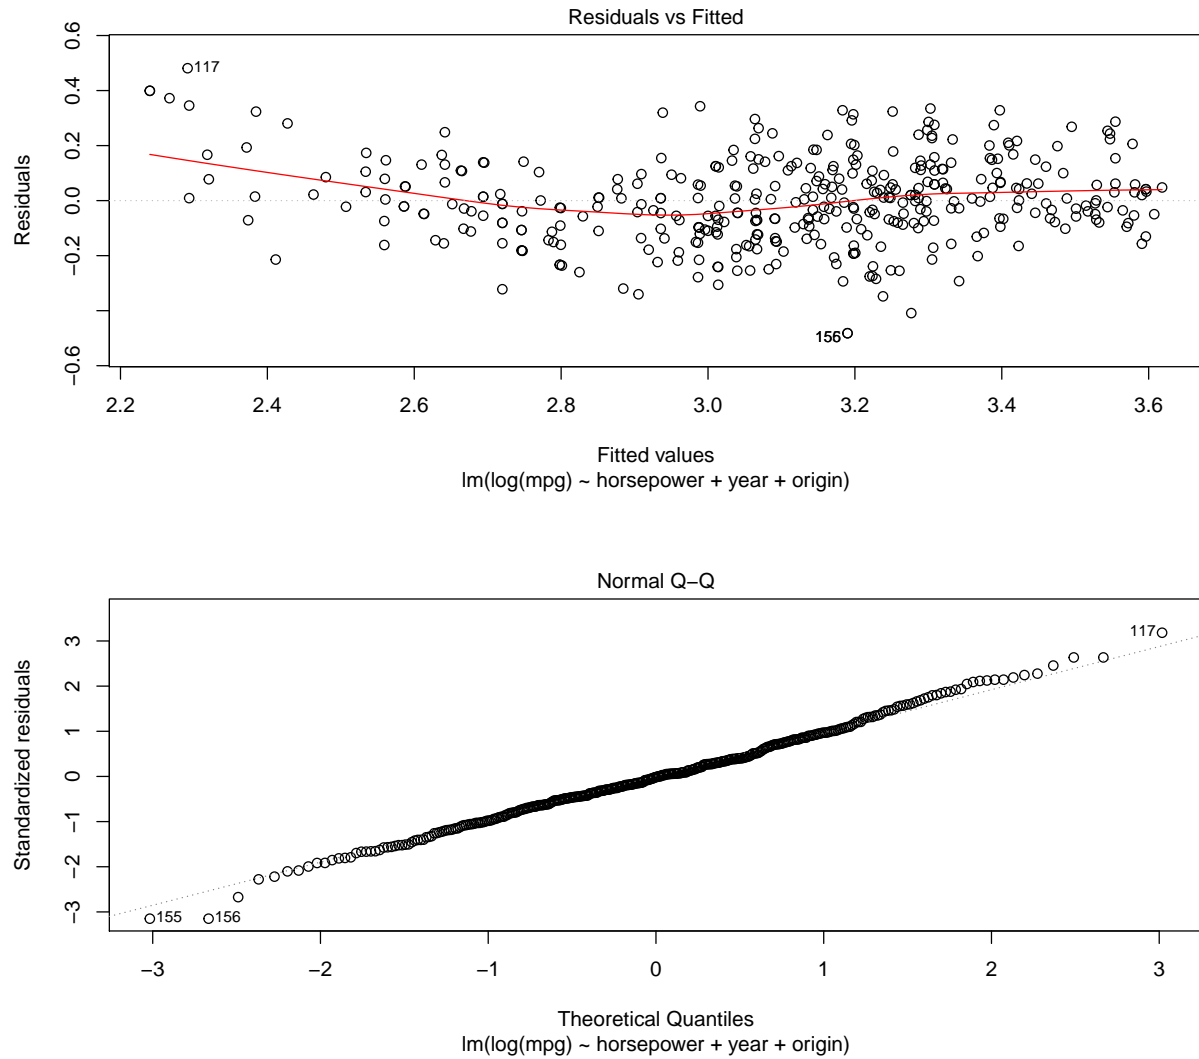 Residuals vs Fitted
0.6
0.4
0.2
0.0
−0.2
−0.6
Residuals
117
156
2.2 2.4 2.6 2.8 3.0 3.2 3.4 3.6
Fitted values
lm(log(mpg) ~ horsepower + year + origin)
Normal Q−Q
3
2
1
0
−1
−2
−3
Standardized residuals
117
155
156
−3 −2 −1 0 1 2 3
Theoretical Quantiles
lm(log(mpg) ~ horsepower + year + origin)